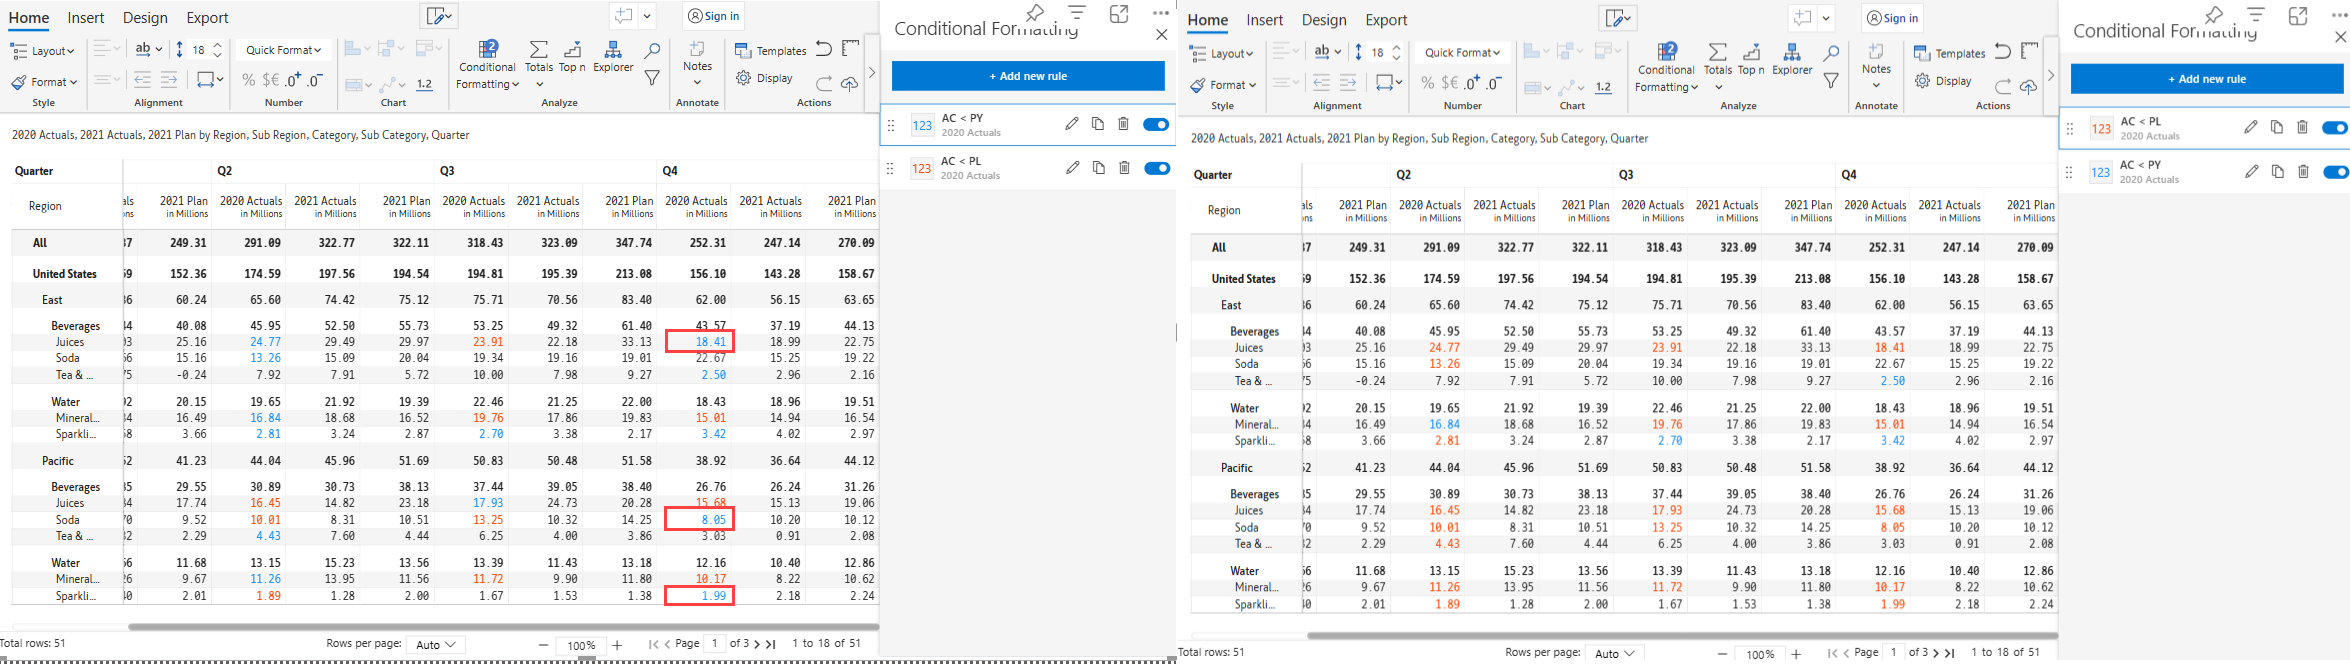 Home Insert Design Export Sign in
Layout ab 18 Quick Format Conditional Formatting Totals Top n Explorer Notes Templates
Format % $€ .0+ .0- 1.2 Display
Style Alignment Number Chart Analyze Annotate Actions
2020 Actuals, 2021 Actuals, 2021 Plan by Region, Sub Region, Category, Sub Category, Quarter
Quarter Q2 Q3 Q4
Region als 2021 Plan 2020 Actuals 2021 Actuals 2021 Plan 2020 Actuals 2021 Actuals 2021 Plan 2020 Actuals 2021 Actuals 2021 Plan
ons in Millions in Millions in Millions in Millions in Millions in Millions in Millions in Millions in Millions in Millions
All 37 249.31 291.09 322.77 322.11 318.43 323.09 347.74 252.31 247.14 270.09
United States 59 152.36 174.59 197.56 194.54 194.81 195.39 213.08 156.10 143.28 158.67
East 36 60.24 65.60 74.42 75.12 75.71 70.56 83.40 62.00 56.15 63.65
Beverages 34 40.08 45.95 52.50 55.73 53.25 49.32 61.40 43.57 37.19 44.13
Juices 03 25.16 24.77 29.49 29.97 23.91 22.18 33.13 18.41 18.99 22.75
Soda 56 15.16 13.26 15.09 20.04 19.34 19.16 19.01 22.67 15.25 19.22
Tea & ... 75 -0.24 7.92 7.91 5.72 10.00 7.98 9.27 2.50 2.96 2.16
Water 92 20.15 19.65 21.92 19.39 22.46 21.25 22.00 18.43 18.96 19.51
Mineral... 34 16.49 16.84 18.68 16.52 19.76 17.86 19.83 15.01 14.94 16.54
Sparkli... 58 3.66 2.81 3.24 2.87 2.70 3.38 2.17 3.42 4.02 2.97
Pacific 52 41.23 44.04 45.96 51.69 50.83 50.48 51.58 38.92 36.64 44.12
Beverages 35 29.55 30.89 30.73 38.13 37.44 39.05 38.40 26.76 26.24 31.26
Juices 34 17.74 16.45 14.82 23.18 17.93 24.73 20.28 15.68 15.13 19.06
Soda 70 9.52 10.01 8.31 10.51 13.25 10.32 14.25 8.05 10.20 10.12
Tea & ... 32 2.29 4.43 7.60 4.44 6.25 4.00 3.86 3.03 0.91 2.08
Water 56 11.68 13.15 15.23 13.56 13.39 11.43 13.18 12.16 10.40 12.86
Mineral... 26 9.67 11.26 13.95 11.56 11.72 9.90 11.80 10.17 8.22 10.62
Sparkli... 40 2.01 1.89 1.28 2.00 1.67 1.53 1.38 1.99 2.18 2.24
Total rows: 51 Rows per page: Auto 100% Page 1 of 3 1 to 18 of 51
Conditional Formatting
+ Add new rule
123 AC < PY
2020 Actuals
123 AC < PL
2020 Actuals
Home Insert Design Export Sign in
Layout ab 18 Quick Format Conditional Formatting Totals Top n Explorer Notes Templates
Format % $€ .0+ .0- 1.2 Display
Style Alignment Number Chart Analyze Annotate Actions
2020 Actuals, 2021 Actuals, 2021 Plan by Region, Sub Region, Category, Sub Category, Quarter
Quarter Q2 Q3 Q4
Region als 2021 Plan 2020 Actuals 2021 Actuals 2021 Plan 2020 Actuals 2021 Actuals 2021 Plan 2020 Actuals 2021 Actuals 2021 Plan
ons in Millions in Millions in Millions in Millions in Millions in Millions in Millions in Millions in Millions in Millions
All 37 249.31 291.09 322.77 322.11 318.43 323.09 347.74 252.31 247.14 270.09
United States 59 152.36 174.59 197.56 194.54 194.81 195.39 213.08 156.10 143.28 158.67
East 36 60.24 65.60 74.42 75.12 75.71 70.56 83.40 62.00 56.15 63.65
Beverages 34 40.08 45.95 52.50 55.73 53.25 49.32 61.40 43.57 37.19 44.13
Juices 03 25.16 24.77 29.49 29.97 23.91 22.18 33.13 18.41 18.99 22.75
Soda 56 15.16 13.26 15.09 20.04 19.34 19.16 19.01 22.67 15.25 19.22
Tea & ... 75 -0.24 7.92 7.91 5.72 10.00 7.98 9.27 2.50 2.96 2.16
Water 92 20.15 19.65 21.92 19.39 22.46 21.25 22.00 18.43 18.96 19.51
Mineral... 34 16.49 16.84 18.68 16.52 19.76 17.86 19.83 15.01 14.94 16.54
Sparkli... 58 3.66 2.81 3.24 2.87 2.70 3.38 2.17 3.42 4.02 2.97
Pacific 52 41.23 44.04 45.96 51.69 50.83 50.48 51.58 38.92 36.64 44.12
Beverages 35 29.55 30.89 30.73 38.13 37.44 39.05 38.40 26.76 26.24 31.26
Juices 34 17.74 16.45 14.82 23.18 17.93 24.73 20.28 15.68 15.13 19.06
Soda 70 9.52 10.01 8.31 10.51 13.25 10.32 14.25 8.05 10.20 10.12
Tea & ... 32 2.29 4.43 7.60 4.44 6.25 4.00 3.86 3.03 0.91 2.08
Water 56 11.68 13.15 15.23 13.56 13.39 11.43 13.18 12.16 10.40 12.86
Mineral... 26 9.67 11.26 13.95 11.56 11.72 9.90 11.80 10.17 8.22 10.62
Sparkli... 40 2.01 1.89 1.28 2.00 1.67 1.53 1.38 1.99 2.18 2.24
Total rows: 51 Rows per page: Auto 100% Page 1 of 3 1 to 18 of 51
Conditional Formatting
+ Add new rule
123 AC < PL
2020 Actuals
123 AC < PY
2020 Actuals